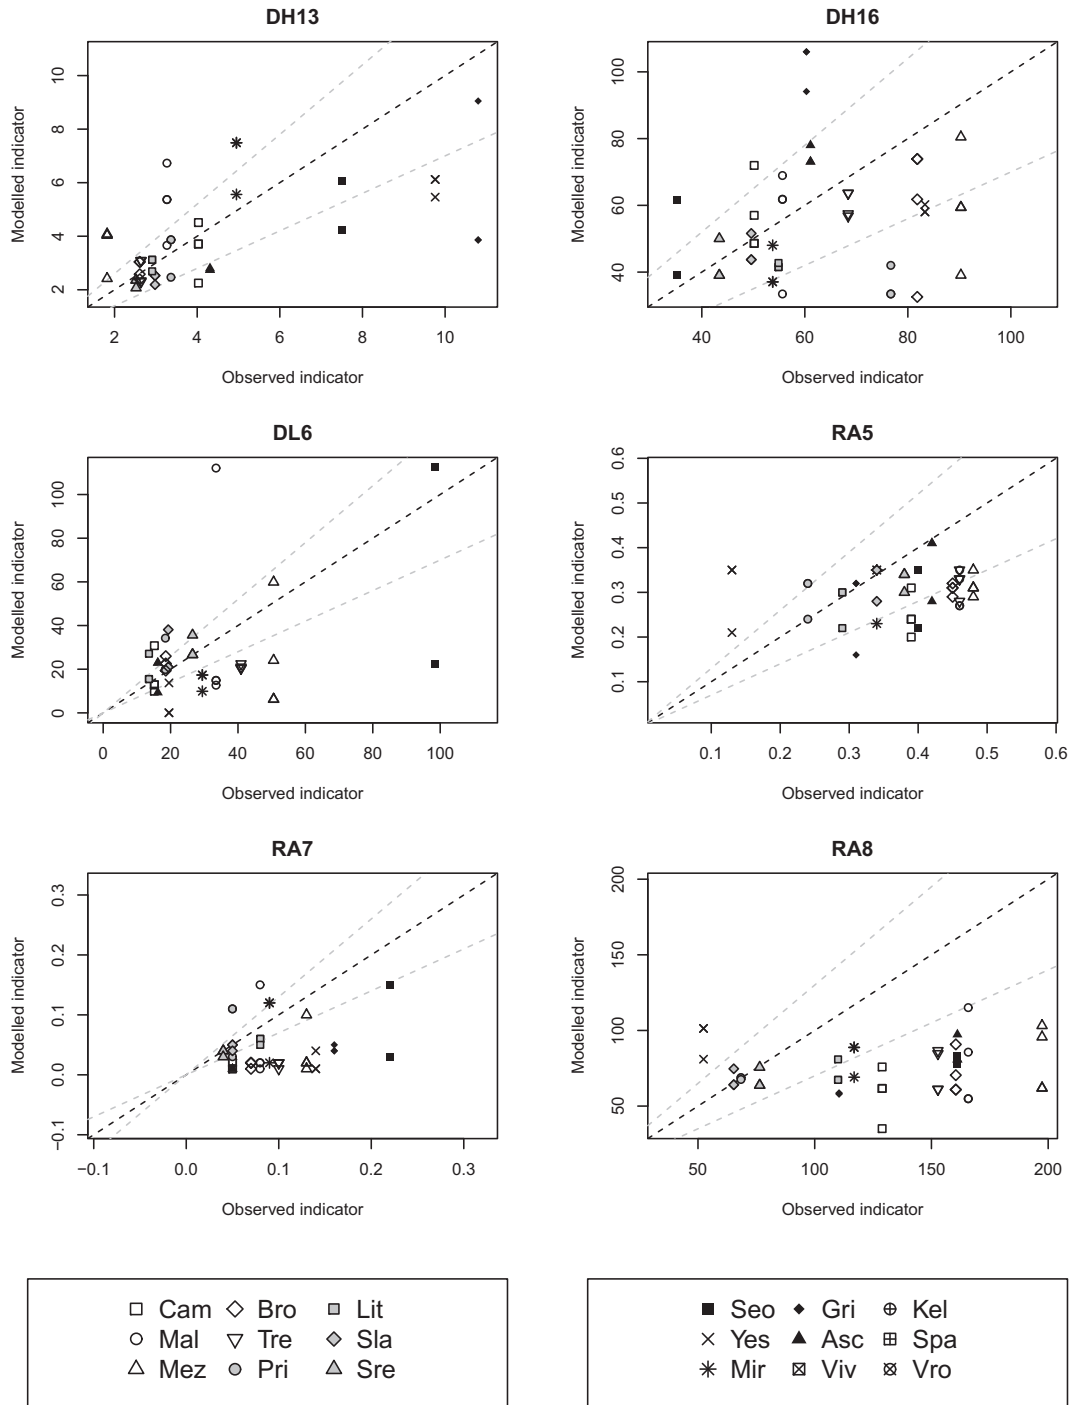 DH13
DH16
Modelled indicator
2 4 6 8 10
2 4 6 8 10
Observed indicator
Modelled indicator
40 60 80 100
40 60 80 100
Observed indicator
DL6
RA5
Modelled indicator
0 20 40 60 80 100
0 20 40 60 80 100
Observed indicator
Modelled indicator
0.1 0.2 0.3 0.4 0.5 0.6
0.1 0.2 0.3 0.4 0.5 0.6
Observed indicator
RA7
RA8
Modelled indicator
−0.1 0.0 0.1 0.2 0.3
−0.1 0.0 0.1 0.2 0.3
Observed indicator
Modelled indicator
50 100 150 200
50 100 150 200
Observed indicator
Cam Bro Lit
Mal Tre Sla
Mez Pri Sre
Seo Gri Kel
Yes Asc Spa
Mir Viv Vro